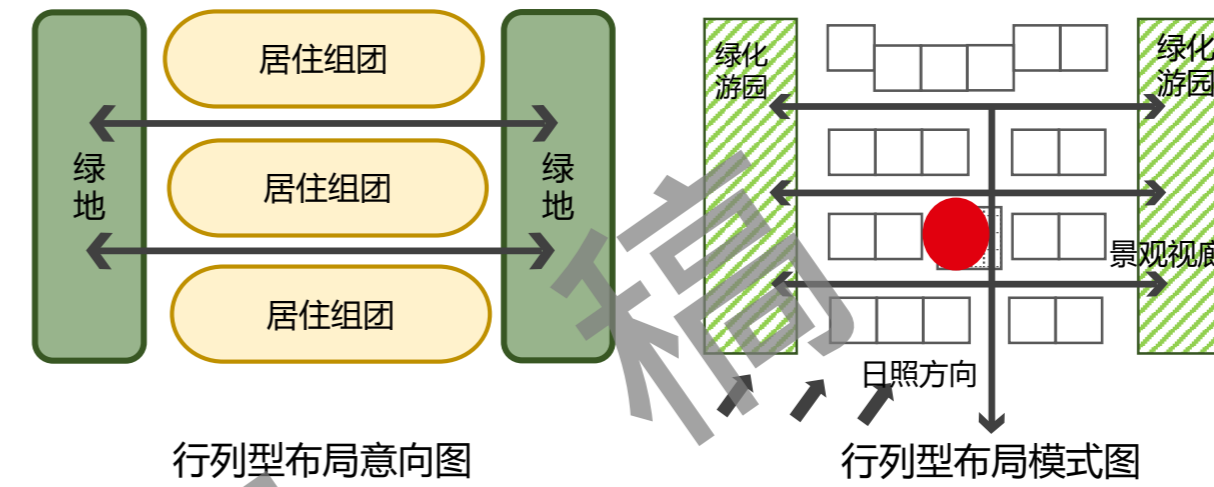 居住组团
绿地
居住组团
绿地
居住组团
行列型布局意向图
绿化
游园
绿化
游园
景观视廊
日照方向
行列型布局模式图
稿